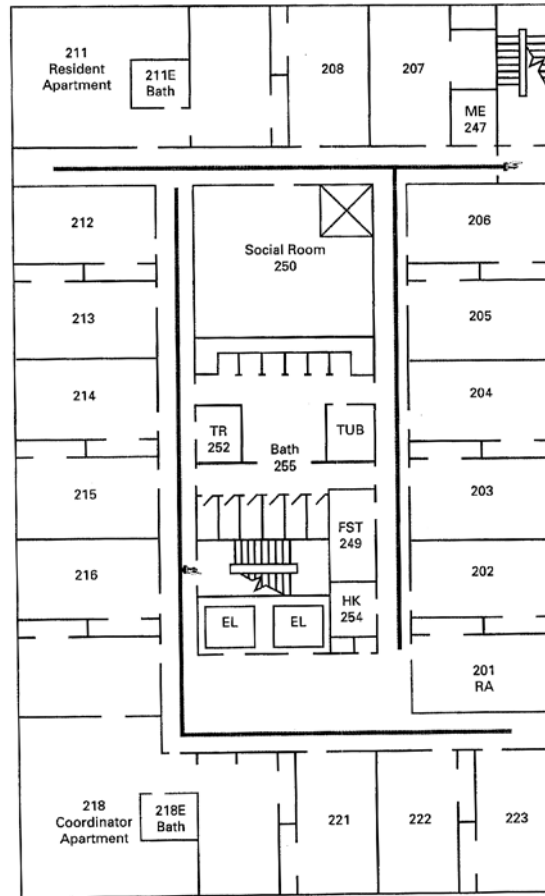 211
Resident
Apartment
211E
Bath
208
207
ME
247
212
Social Room
250
206
213
205
214
204
TR
252
TUB
Bath
255
215
203
FST
249
216
202
HK
254
EL
EL
201
RA
218
Coordinator
Apartment
218E
Bath
221
222
223